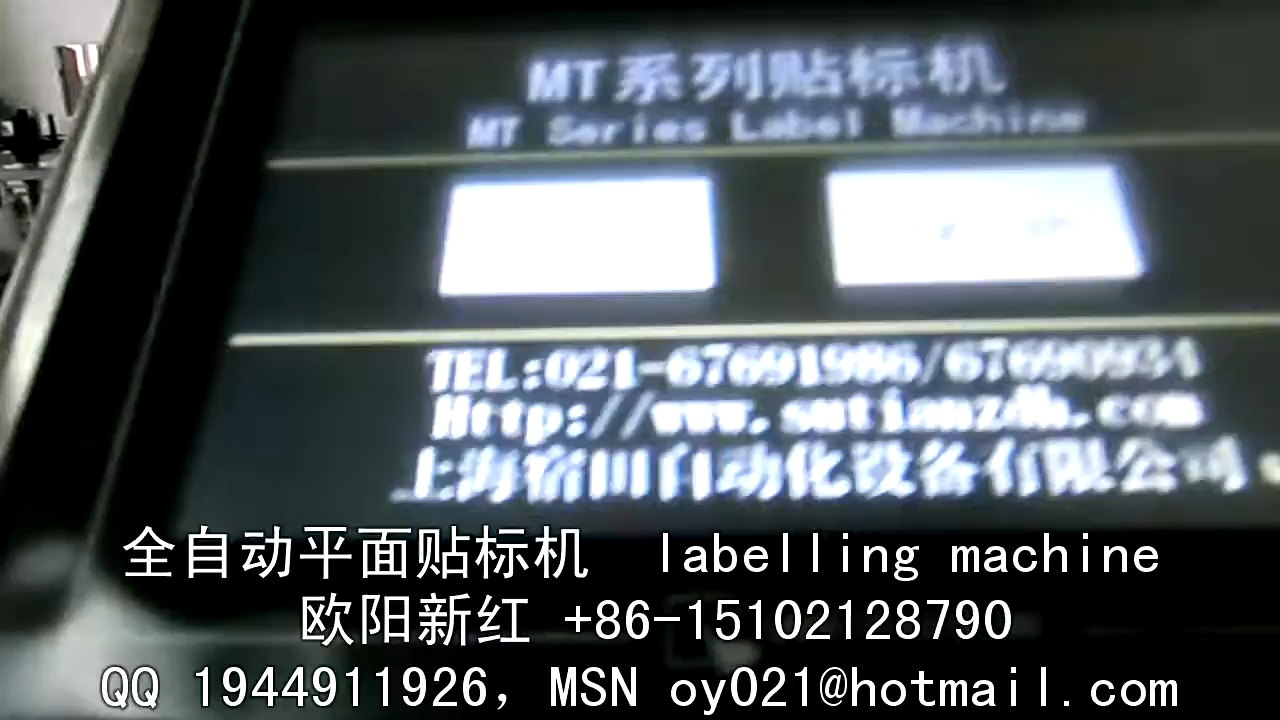 MT系列贴标机
MT Series Label Machine
TEL:021-67691986/67690934
Http://www.sutianzdh.com
上海宿田自动化设备有限公司
全自动平面贴标机 labelling machine
欧阳新红 +86-15102128790
QQ 1944911926，MSN oy021@hotmail.com